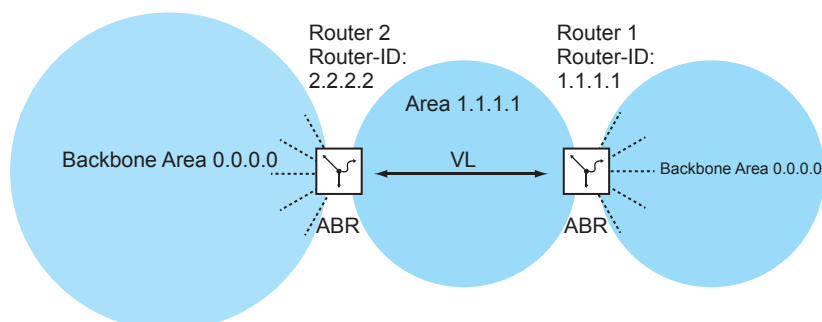 Router 2
Router-ID:
2.2.2.2
Router 1
Router-ID:
1.1.1.1
Area 1.1.1.1
Backbone Area 0.0.0.0
VL
Backbone Area 0.0.0.0
ABR
ABR